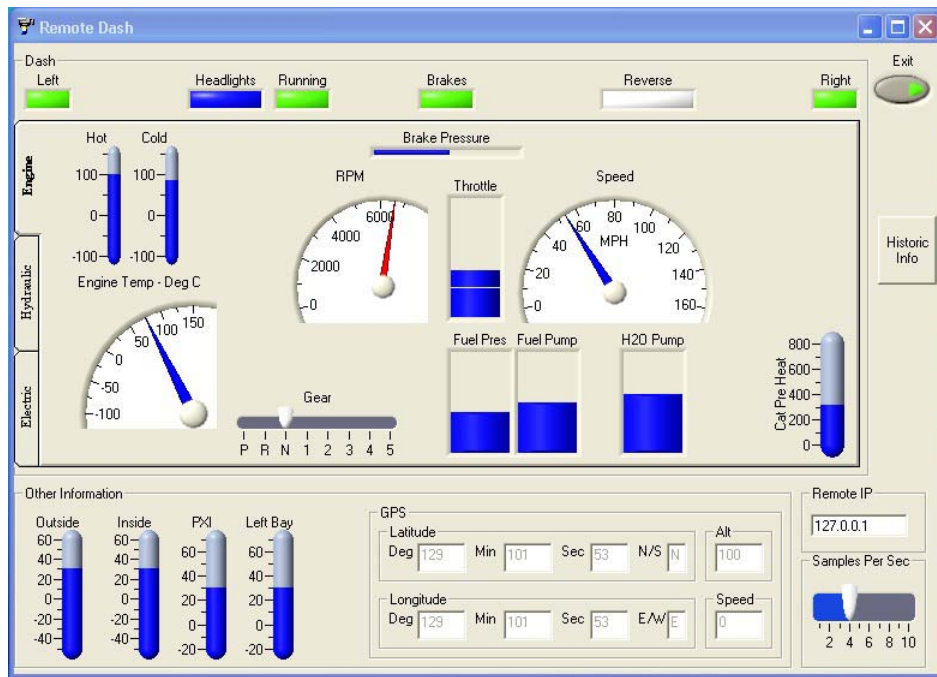 Remote Dash
Dash
Exit
Left Headlights Running Brakes Reverse Right
Engine
Hydraulic
Electric
Hot Cold
100 100
0 0
-100 -100
Engine Temp - Deg C
-100 -50 0 50 100 150
Brake Pressure
RPM
0 2000 4000 6000
Throttle
Speed
MPH
0 20 40 60 80 100 120 140 160
Historic
Info
Fuel Pres Fuel Pump H2O Pump
Cat Pre Heat
800
600
400
200
0
Gear
P R N 1 2 3 4 5
Other Information
Outside Inside PXI Left Bay
60 60 60 60
40 40 40 40
20 20 20 20
0 0 0 0
-20 -20 -20 -20
-40 -40
GPS
Latitude
Deg 129 Min 101 Sec 53 N/S N
Alt
100
Longitude
Deg 129 Min 101 Sec 53 E/W E
Speed
0
Remote IP
127.0.0.1
Samples Per Sec
2 4 6 8 10